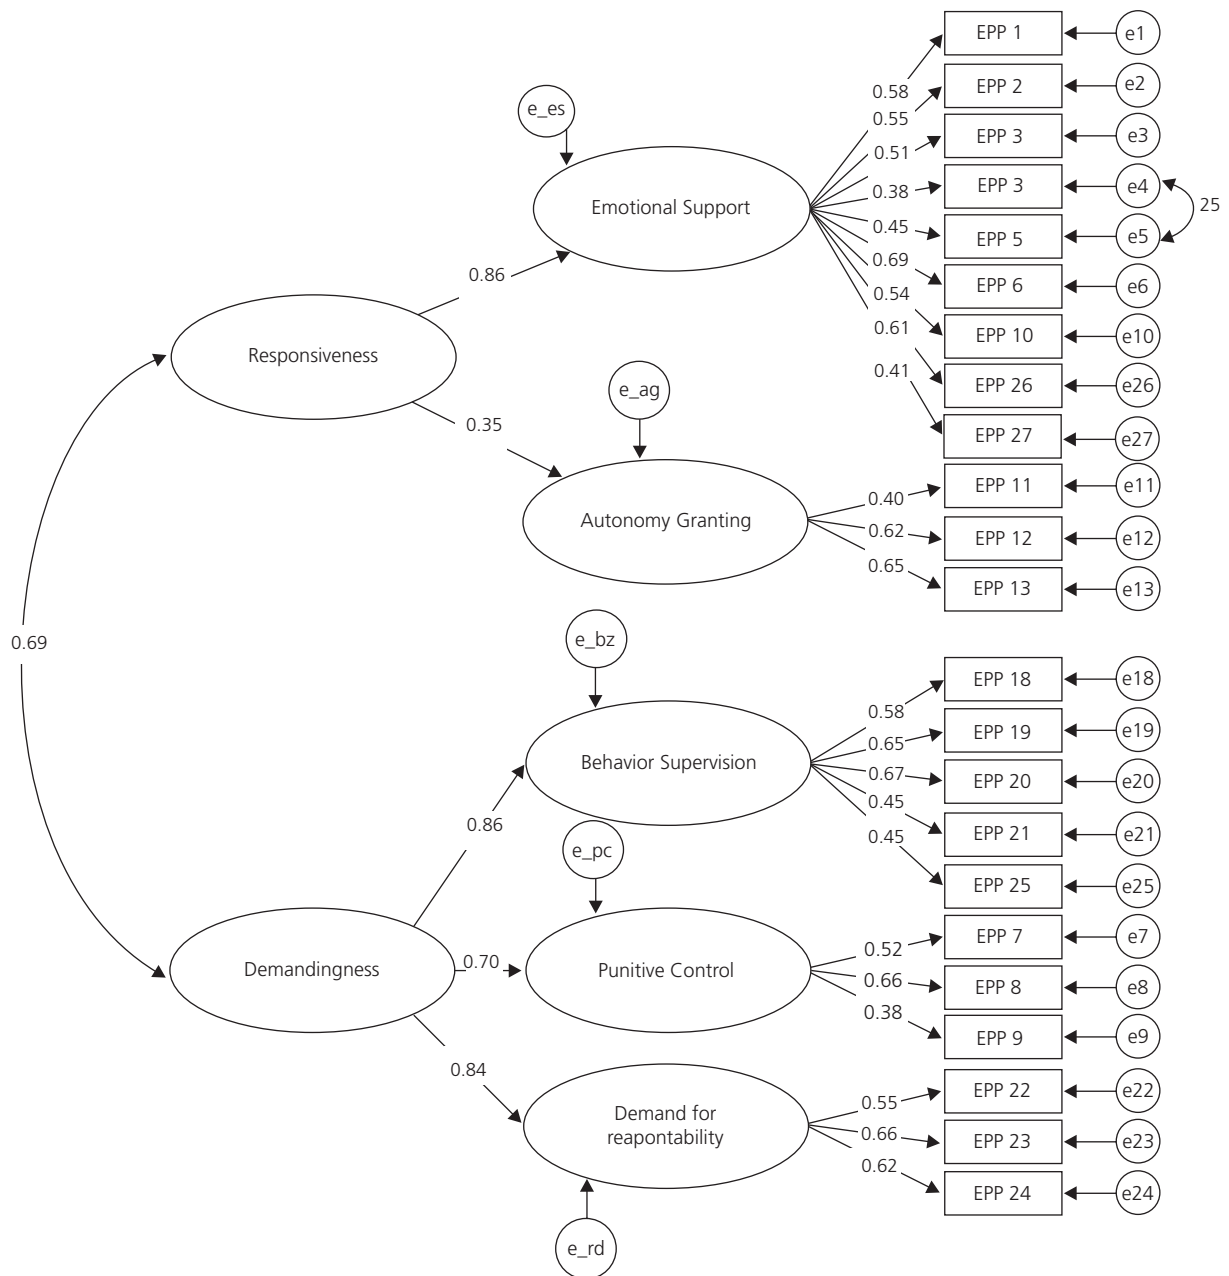 EPP 1
e1
0.58
EPP 2
e2
e_es
0.55
EPP 3
e3
0.51
Emotional Support
0.38
EPP 3
e4
25
0.45
EPP 5
e5
0.86
0.69
EPP 6
e6
0.54
0.61
EPP 10
e10
Responsiveness
0.41
EPP 26
e26
e_ag
0.35
EPP 27
e27
0.40
EPP 11
e11
Autonomy Granting
0.62
EPP 12
e12
0.65
EPP 13
e13
0.69
e_bz
0.58
EPP 18
e18
0.65
EPP 19
e19
Behavior Supervision
0.67
EPP 20
e20
0.86
0.45
EPP 21
e21
e_pc
0.45
EPP 25
e25
Demandingness
0.70
Punitive Control
0.52
EPP 7
e7
0.66
EPP 8
e8
0.38
EPP 9
e9
0.84
Demand for
reapontability
0.55
EPP 22
e22
0.66
EPP 23
e23
0.62
EPP 24
e24
e_rd